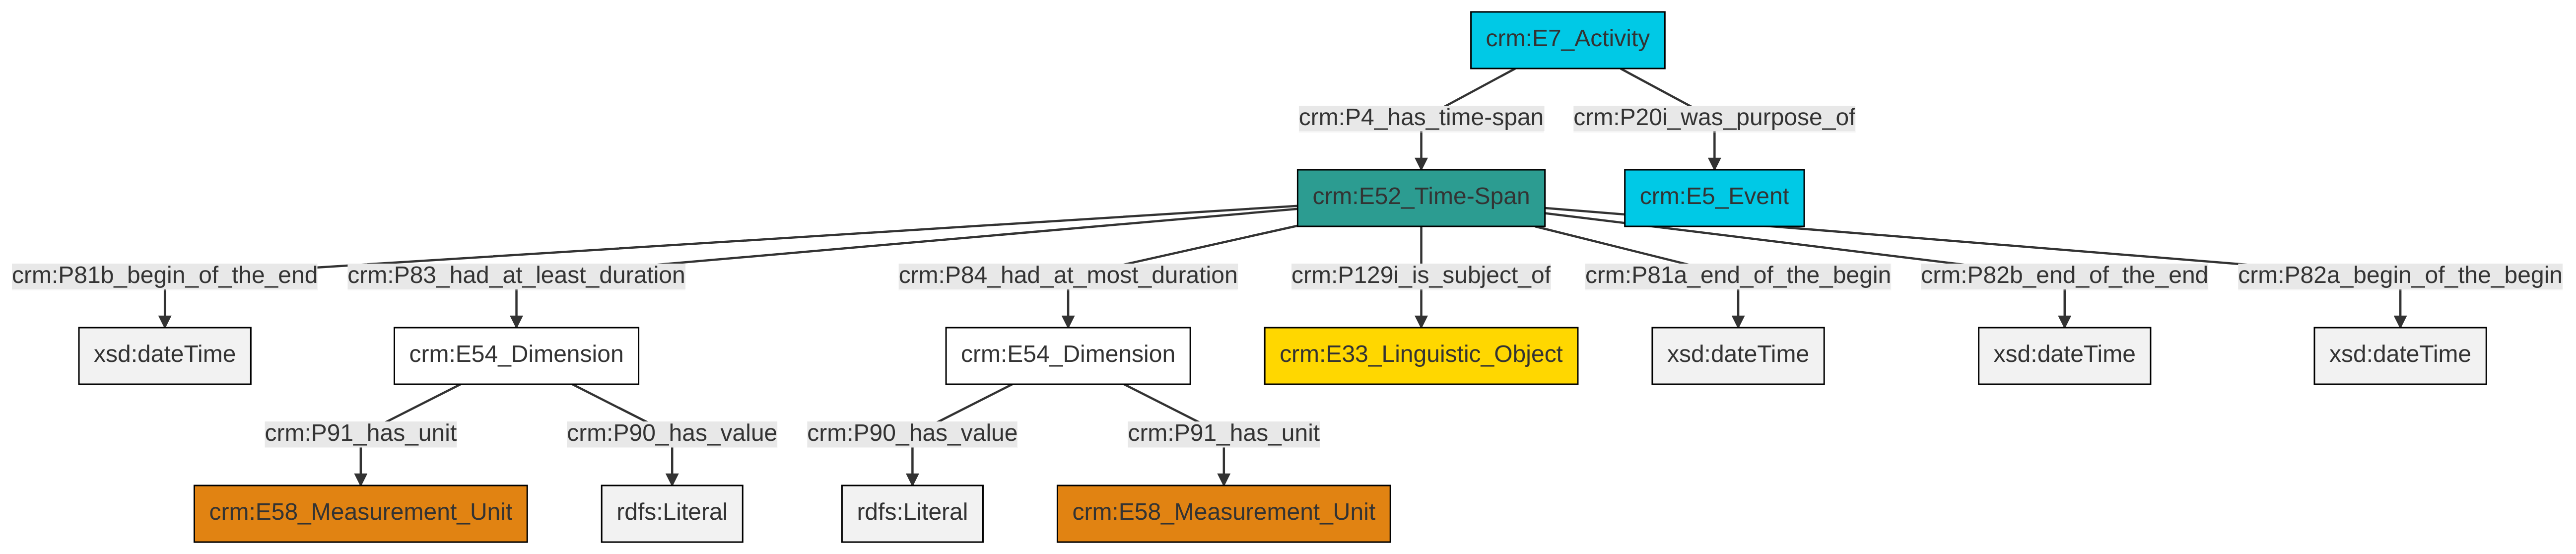 crm:E7_Activity
crm:P4_has_time-span
crm:P20i_was_purpose_of
crm:E52_Time-Span
crm:E5_Event
crm:P81b_begin_of_the_end
crm:P83_had_at_least_duration
crm:P84_had_at_most_duration
crm:P129i_is_subject_of
crm:P81a_end_of_the_begin
crm:P82b_end_of_the_end
crm:P82a_begin_of_the_begin
xsd:dateTime
crm:E54_Dimension
crm:E54_Dimension
crm:E33_Linguistic_Object
xsd:dateTime
xsd:dateTime
xsd:dateTime
crm:P91_has_unit
crm:P90_has_value
crm:P90_has_value
crm:P91_has_unit
crm:E58_Measurement_Unit
rdfs:Literal
rdfs:Literal
crm:E58_Measurement_Unit